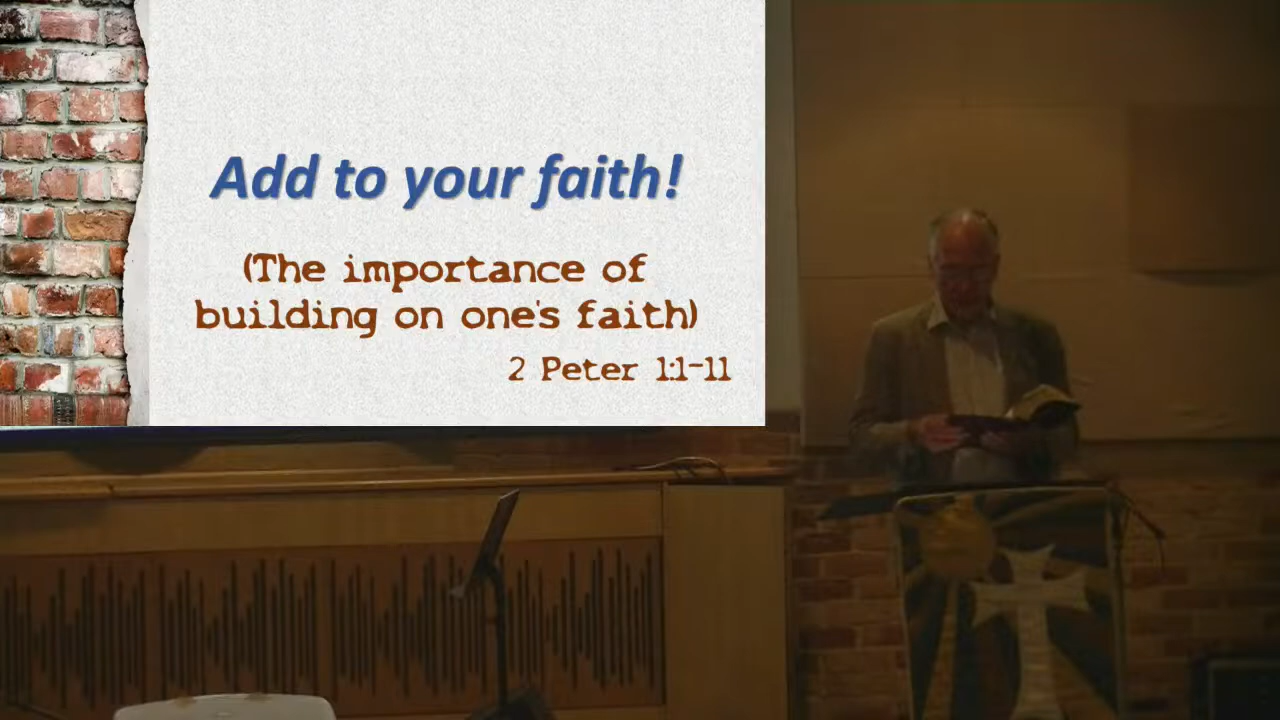 Add to your faith!
(The importance of
building on one's faith)
2 Peter 1:1-11